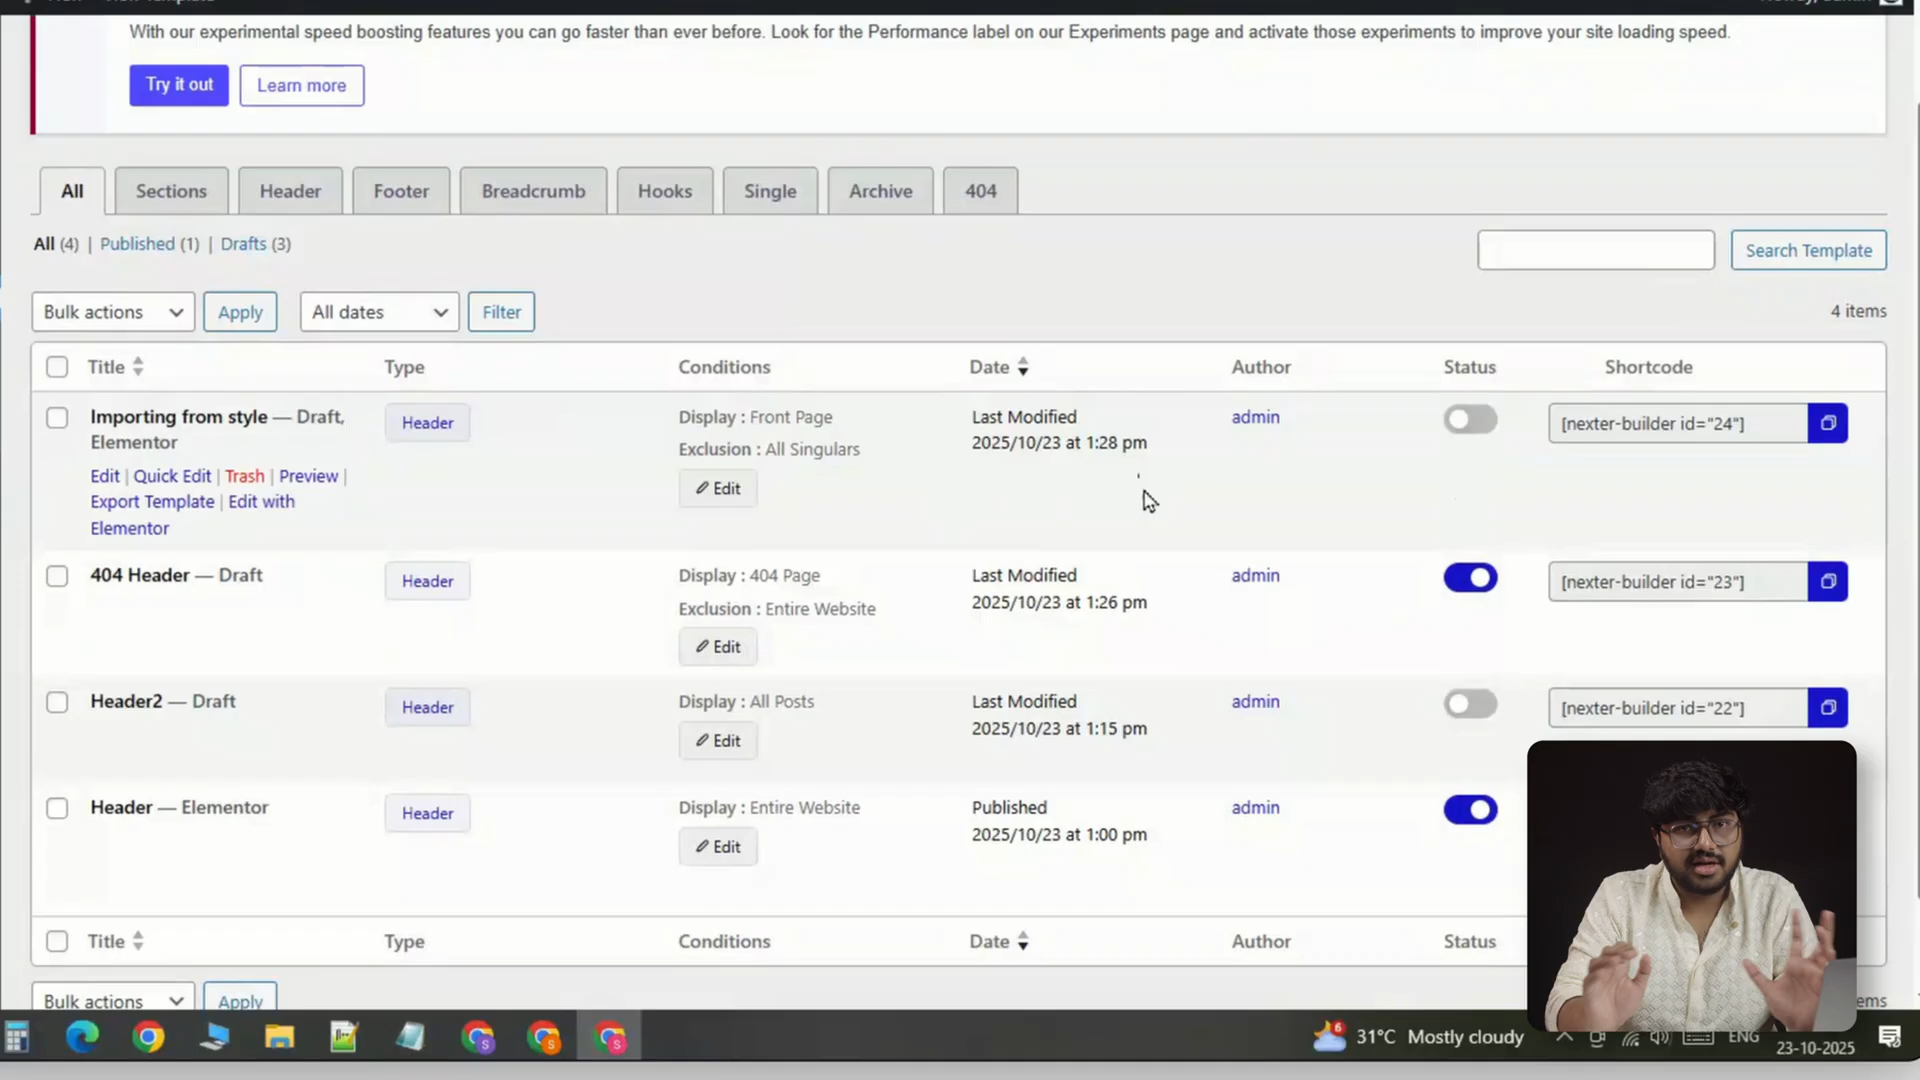 With our experimental speed boosting features you can go faster than ever before. Look for the Performance label on our Experiments page and activate those experiments to improve your site loading speed.
Try it out Learn more
All Sections Header Footer Breadcrumb Hooks Single Archive 404
All (4) | Published (1) | Drafts (3)
Search Template
Bulk actions Apply All dates Filter
4 items
Title Type Conditions Date Author Status Shortcode
Importing from style — Draft, Elementor
Edit | Quick Edit | Trash | Preview |
Export Template | Edit with
Elementor
Header
Display : Front Page
Exclusion : All Singulars
Edit
Last Modified
2025/10/23 at 1:28 pm
admin
[nexter-builder id="24"]
404 Header — Draft
Header
Display : 404 Page
Exclusion : Entire Website
Edit
Last Modified
2025/10/23 at 1:26 pm
admin
[nexter-builder id="23"]
Header2 — Draft
Header
Display : All Posts
Edit
Last Modified
2025/10/23 at 1:15 pm
admin
[nexter-builder id="22"]
Header — Elementor
Header
Display : Entire Website
Edit
Published
2025/10/23 at 1:00 pm
admin
Title Type Conditions Date Author Status
Bulk actions Apply
6 31°C Mostly cloudy ENG
23-10-2025